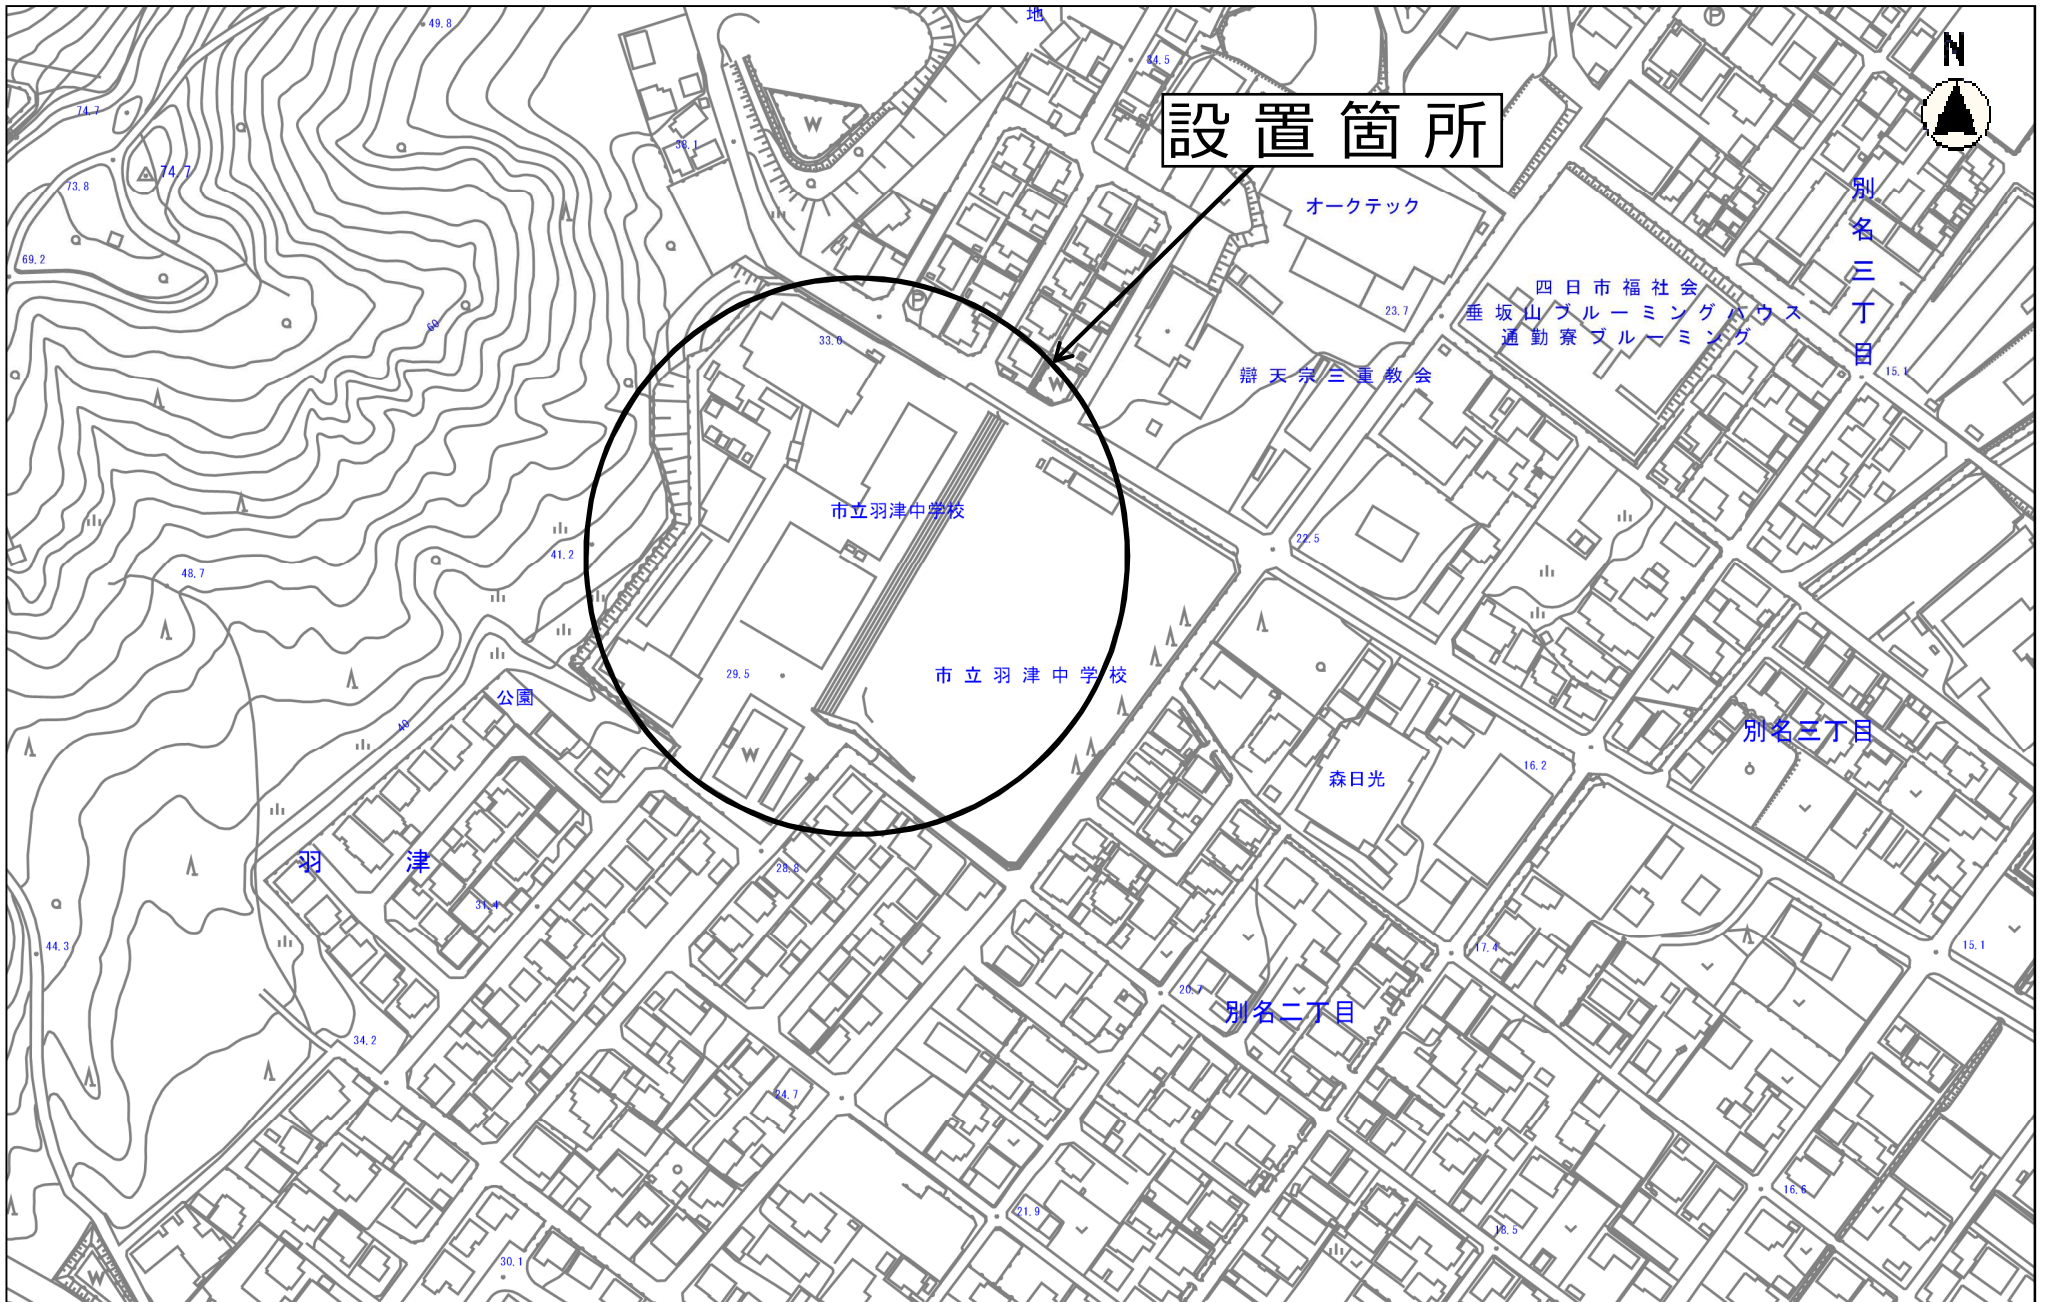 地
49.8
N
34.5
74.7
設置箇所
W
38.1
74.7
73.8
別名三丁目
オークテック
69.2
四日市福社会
垂坂山ブルーミングハウス
通勤寮ブルーミング
23.7
60
33.0
P
P
辯天宗三重教会
W
15.1
市立羽津中学校
22.5
41.2
48.7
市立羽津中学校
29.5
公園
40
別名三丁目
W
森日光
16.2
羽津
28.8
31.4
44.3
17.4
15.1
20.7
別名二丁目
34.2
24.7
16.6
21.9
18.5
30.1
W